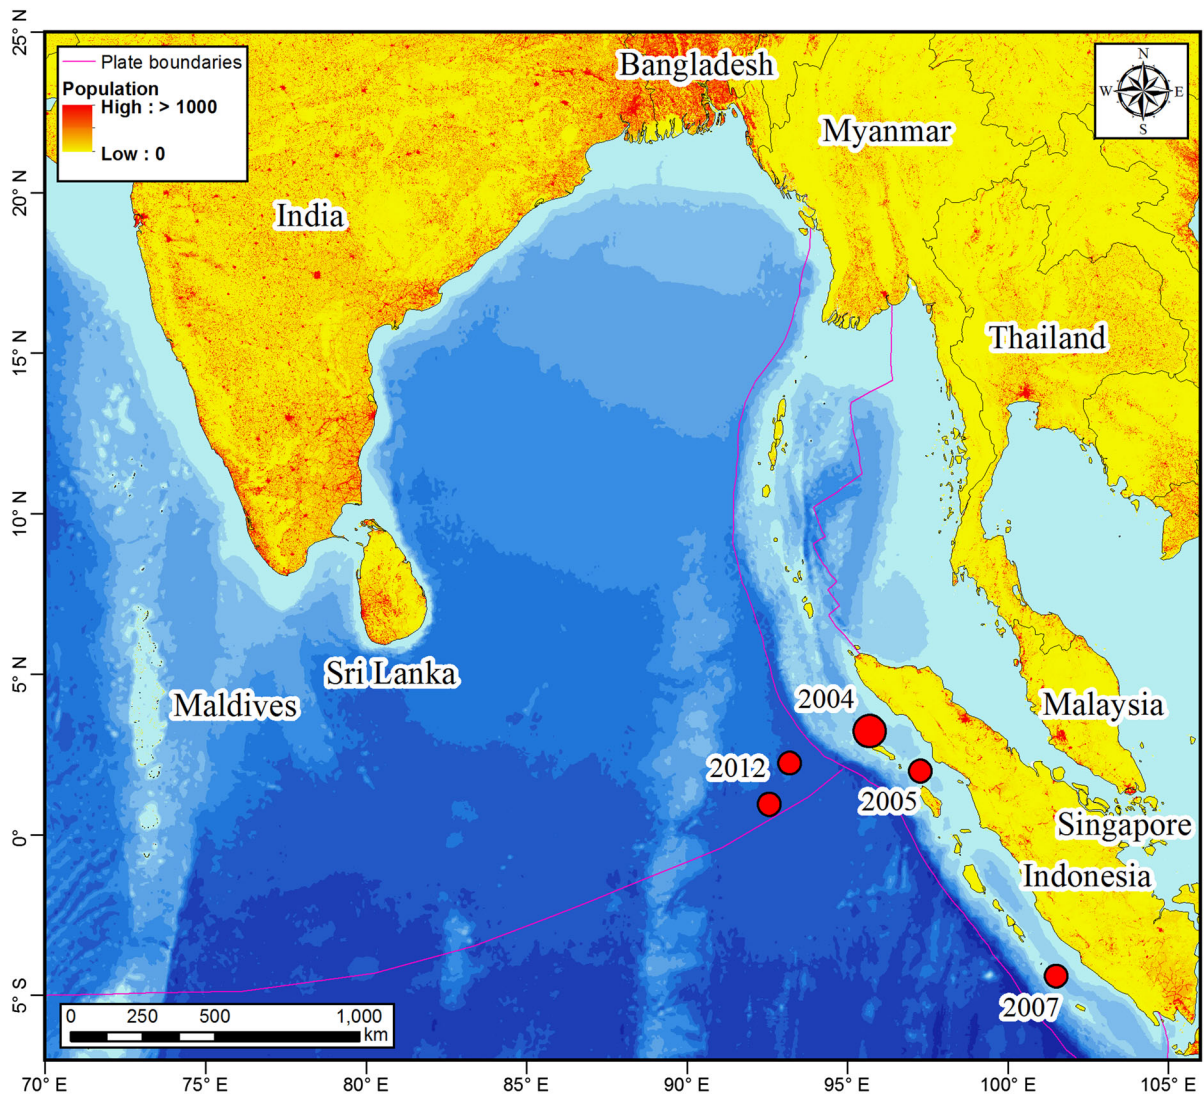 25° N
20° N
15° N
10° N
5° N
0°
5° S
Plate boundaries
Population
High : > 1000
Low : 0
N
W
E
S
Bangladesh
Myanmar
India
Thailand
Sri Lanka
Maldives
Malaysia
2004
2012
2005
Singapore
Indonesia
2007
0 250 500 1,000
km
70° E 75° E 80° E 85° E 90° E 95° E 100° E 105° E